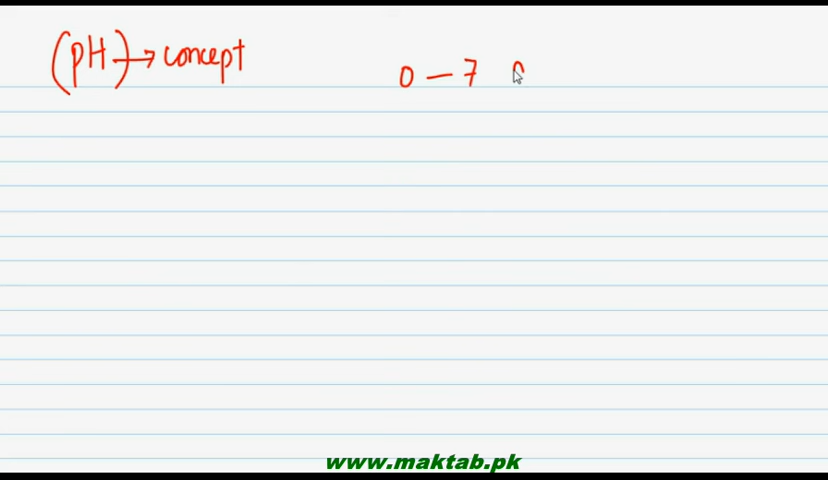 (pH) → concept
0 — 7
www.maktab.pk